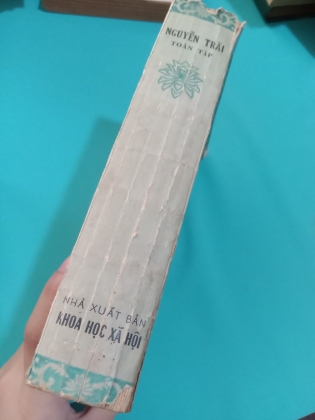 NGUYỄN TRÃI
TOÀN TẬP
NHÀ XUẤT BẢN
KHOA HỌC XÃ HỘI